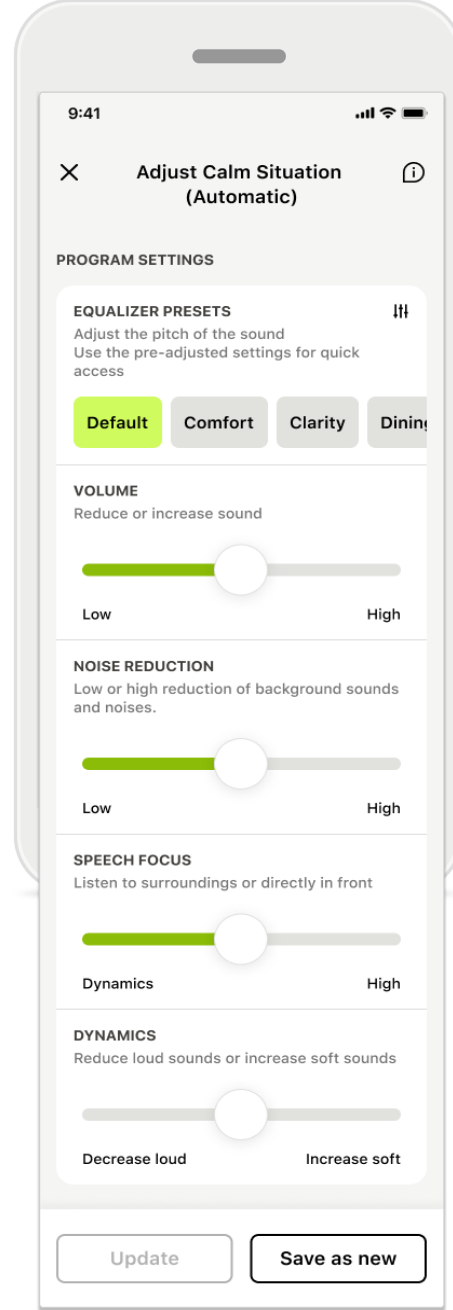 9:41
Adjust Calm Situation
(Automatic)
PROGRAM SETTINGS
EQUALIZER PRESETS
Adjust the pitch of the sound
Use the pre-adjusted settings for quick
access
Default Comfort Clarity Dining
VOLUME
Reduce or increase sound
Low High
NOISE REDUCTION
Low or high reduction of background sounds
and noises.
Low High
SPEECH FOCUS
Listen to surroundings or directly in front
Dynamics High
DYNAMICS
Reduce loud sounds or increase soft sounds
Decrease loud Increase soft
Update Save as new